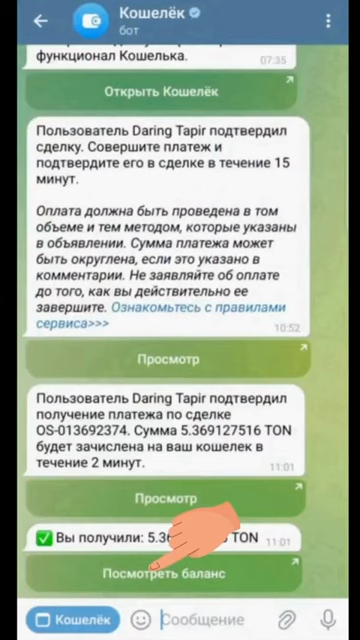 Кошелёк
бот
функционал Кошелька.
07:35
Открыть Кошелёк
Пользователь Daring Tapir подтвердил
сделку. Совершите платеж и
подтвердите его в сделке в течение 15
минут.
Оплата должна быть проведена в том
объеме и тем методом, которые указаны
в объявлении. Сумма платежа может
быть округлена, если это указано в
комментарии. Не заявляйте об оплате
до того, как вы действительно ее
завершите. Ознакомьтесь с правилами
сервиса>>>
10:52
Просмотр
Пользователь Daring Tapir подтвердил
получение платежа по сделке
OS-013692374. Сумма 5.369127516 TON
будет зачислена на ваш кошелек в
течение 2 минут.
11:01
Просмотр
Вы получили: TON
11:01
Посмотреть баланс
Кошелёк
Сообщение